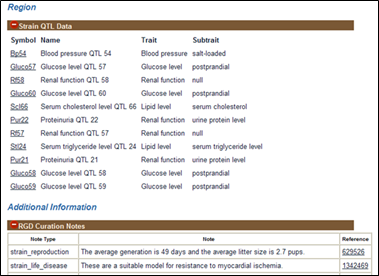 Region
Strain QTL Data
Symbol Name Trait Subtrait
Bp54 Blood pressure QTL 54 Blood pressure salt-loaded
Gluco57 Glucose level QTL 57 Glucose level postprandial
Rf58 Renal function QTL 58 Renal function null
Gluco60 Glucose level QTL 60 Glucose level postprandial
Scl66 Serum cholesterol level QTL 66 Lipid level serum cholesterol
Pur22 Proteinuria QTL 22 Renal function urine protein level
Rf57 Renal function QTL 57 Renal function null
Stl24 Serum triglyceride level QTL 24 Lipid level serum triglyceride level
Pur21 Proteinuria QTL 21 Renal function urine protein level
Gluco58 Glucose level QTL 58 Glucose level postprandial
Gluco59 Glucose level QTL 59 Glucose level postprandial
Additional Information
RGD Curation Notes
Note Type Note Reference
strain_reproduction The average generation is 49 days and the average litter size is 2.7 pups. 629526
strain_life_disease These are a suitable model for resistance to myocardial ischemia. 1342469